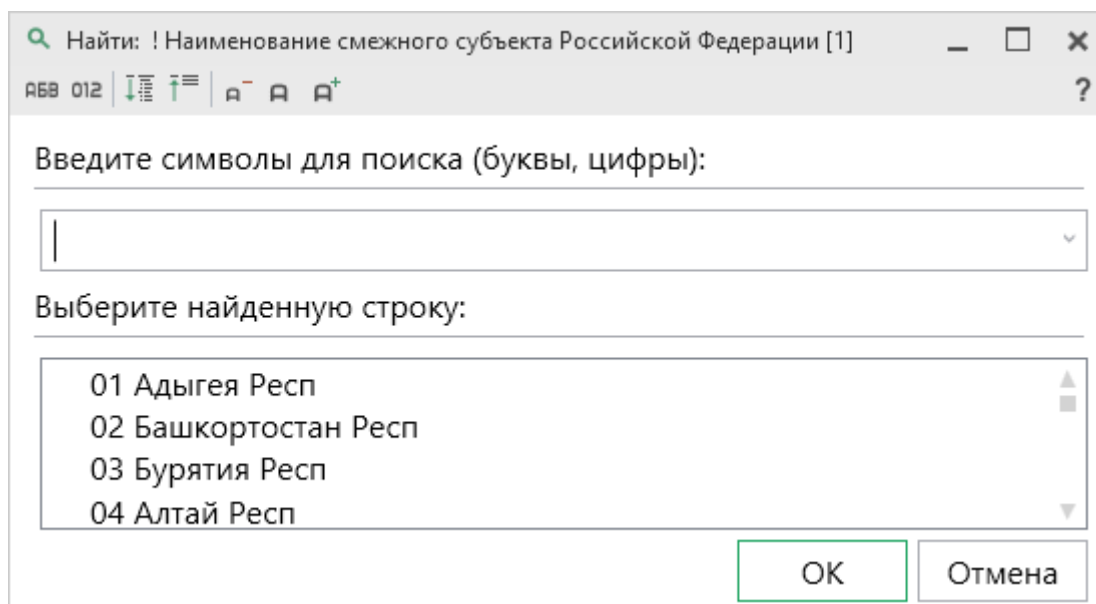 Найти: ! Наименование смежного субъекта Российской Федерации [1]
АБВ 012 A⁻ A A⁺ ?
Введите символы для поиска (буквы, цифры):
Выберите найденную строку:
01 Адыгея Респ
02 Башкортостан Респ
03 Бурятия Респ
04 Алтай Респ
ОК Отмена